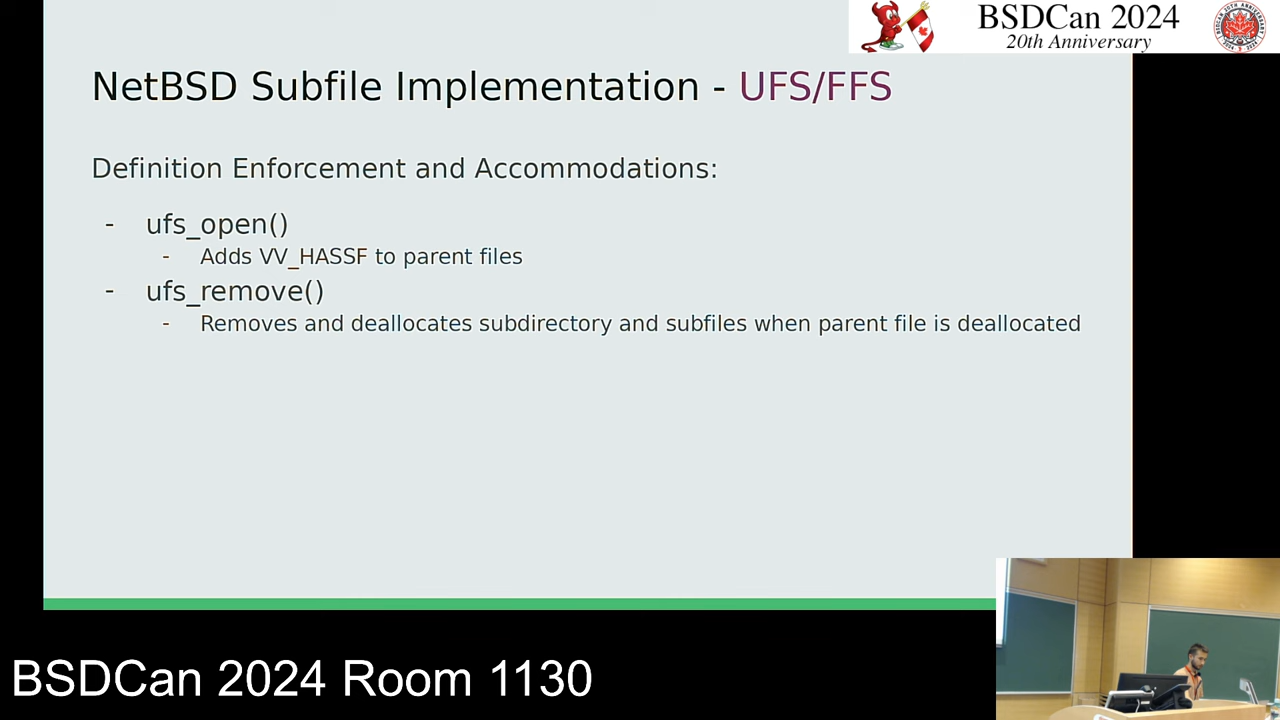 BSDCan 2024
20th Anniversary
NetBSD Subfile Implementation - UFS/FFS
Definition Enforcement and Accommodations:
- ufs_open()
- Adds VV_HASSF to parent files
- ufs_remove()
- Removes and deallocates subdirectory and subfiles when parent file is deallocated
BSDCan 2024 Room 1130